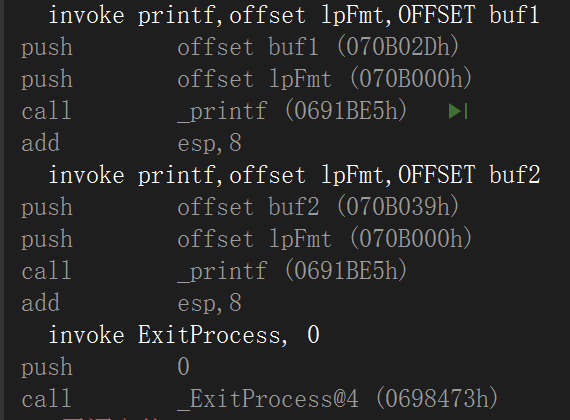 invoke printf,offset lpFmt,OFFSET buf1
push offset buf1 (070B02Dh)
push offset lpFmt (070B000h)
call _printf (0691BE5h)
add esp,8
invoke printf,offset lpFmt,OFFSET buf2
push offset buf2 (070B039h)
push offset lpFmt (070B000h)
call _printf (0691BE5h)
add esp,8
invoke ExitProcess, 0
push 0
call _ExitProcess@4 (0698473h)